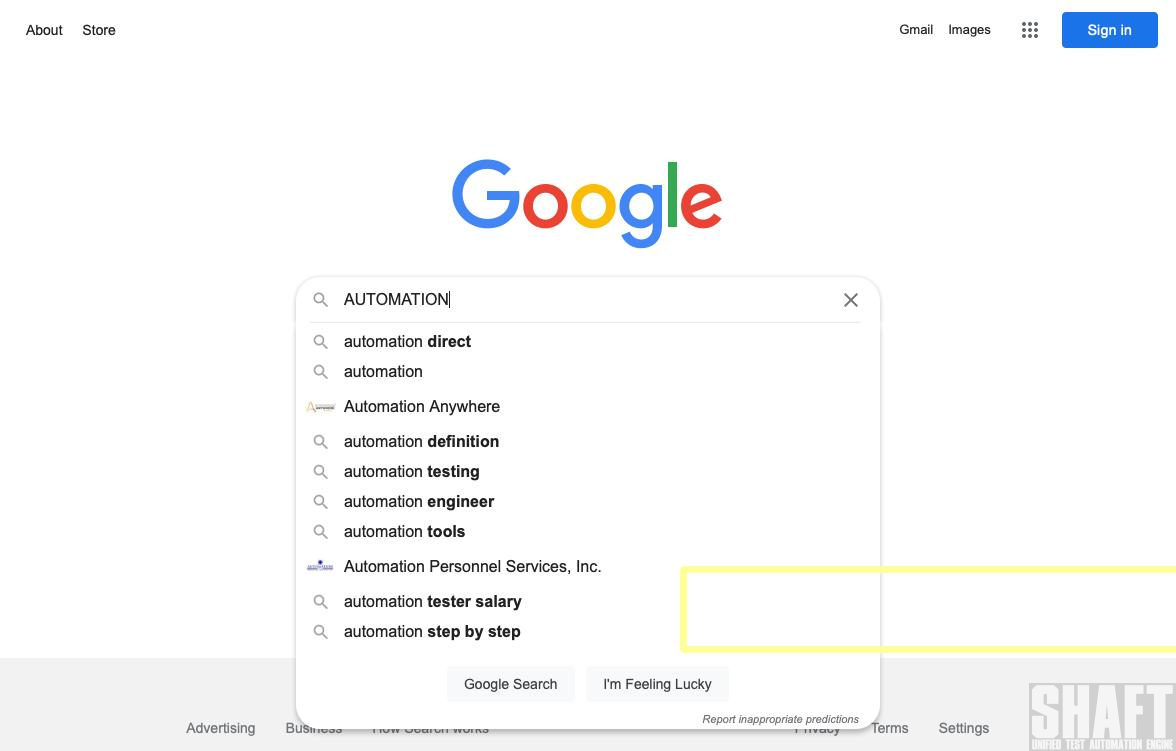 About Store Gmail Images Sign in
Google
AUTOMATION
automation direct
automation
Automation Anywhere
automation definition
automation testing
automation engineer
automation tools
Automation Personnel Services, Inc.
automation tester salary
automation step by step
Google Search I'm Feeling Lucky
Report inappropriate predictions
Advertising Business How Search works Privacy Terms Settings
SHAFT
UNIFIED TEST AUTOMATION ENGINE